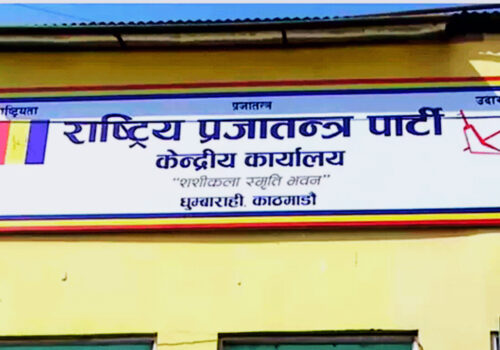 प्रजातन्त्र
राष्ट्रिय प्रजातन्त्र पार्टी
केन्द्रीय कार्यालय
"शशीकला स्मृति भवन"
धुम्बाराही, काठमाडौ